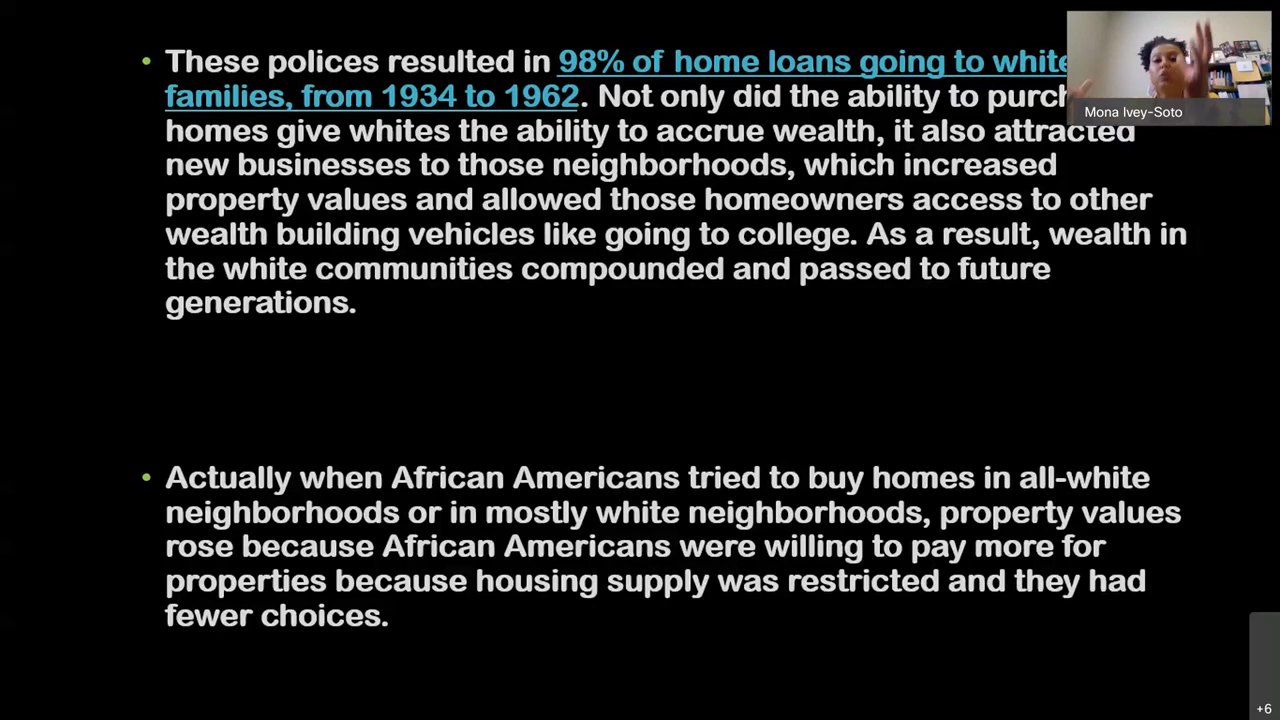 These polices resulted in 98% of home loans going to white
families, from 1934 to 1962. Not only did the ability to
homes give whites the ability to accrue wealth, it also attracted
new businesses to those neighborhoods, which increased
property values and allowed those homeowners access to other
wealth building vehicles like going to college. As a result, wealth in
the white communities compounded and passed to future
generations.
Actually when African Americans tried to buy homes in all-white
neighborhoods or in mostly white neighborhoods, property values
rose because African Americans were willing to pay more for
properties because housing supply was restricted and they had
fewer choices.
Mona Ivey-Soto
+6